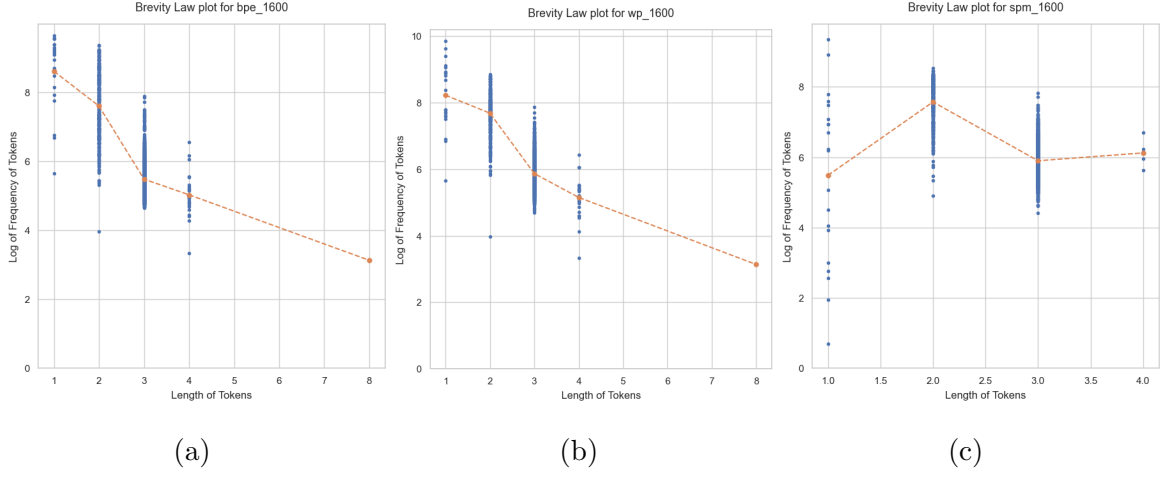 Brevity Law plot for bpe_1600
Log of Frequency of Tokens
8
6
4
2
0
1 2 3 4 5 6 7 8
Length of Tokens
(a)
Brevity Law plot for wp_1600
Log of Frequency of Tokens
10
8
6
4
2
0
1 2 3 4 5 6 7 8
Length of Tokens
(b)
Brevity Law plot for spm_1600
Log of Frequency of Tokens
8
6
4
2
0
1.0 1.5 2.0 2.5 3.0 3.5 4.0
Length of Tokens
(c)